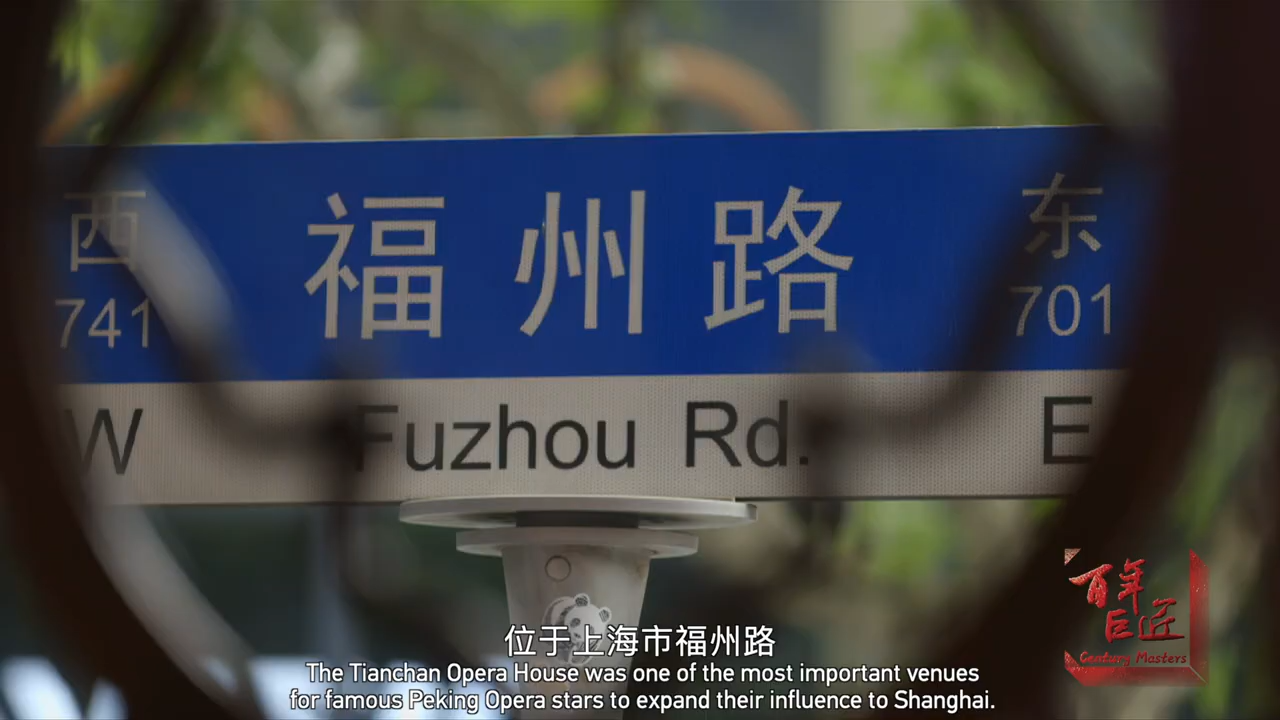 西 福州路 东
741 701
W Fuzhou Rd. E
百年
巨匠
Century Masters
位于上海市福州路
The Tianchan Opera House was one of the most important venues
for famous Peking Opera stars to expand their influence to Shanghai.